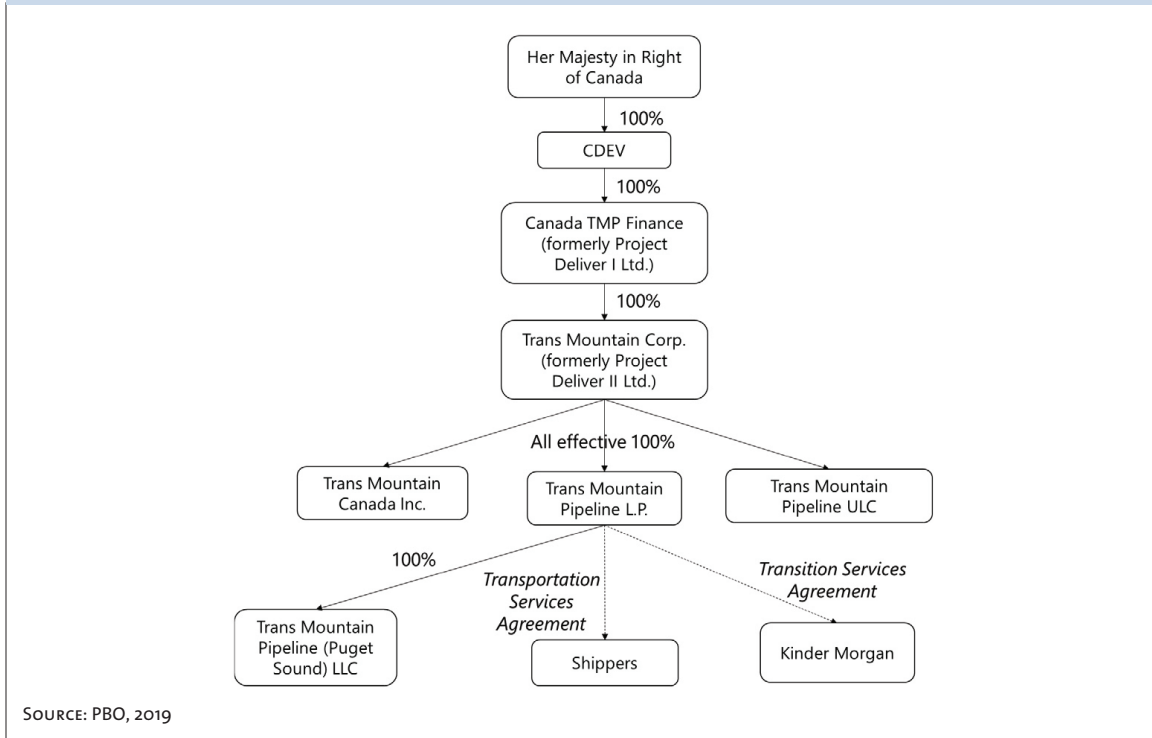 Her Majesty in Right
of Canada
100%
CDEV
100%
Canada TMP Finance
(formerly Project
Deliver I Ltd.)
100%
Trans Mountain Corp.
(formerly Project
Deliver II Ltd.)
All effective 100%
Trans Mountain
Canada Inc.
Trans Mountain
Pipeline L.P.
Trans Mountain
Pipeline ULC
100%
Transportation
Services
Agreement
Transition Services
Agreement
Trans Mountain
Pipeline (Puget
Sound) LLC
Shippers
Kinder Morgan
Source: PBO, 2019